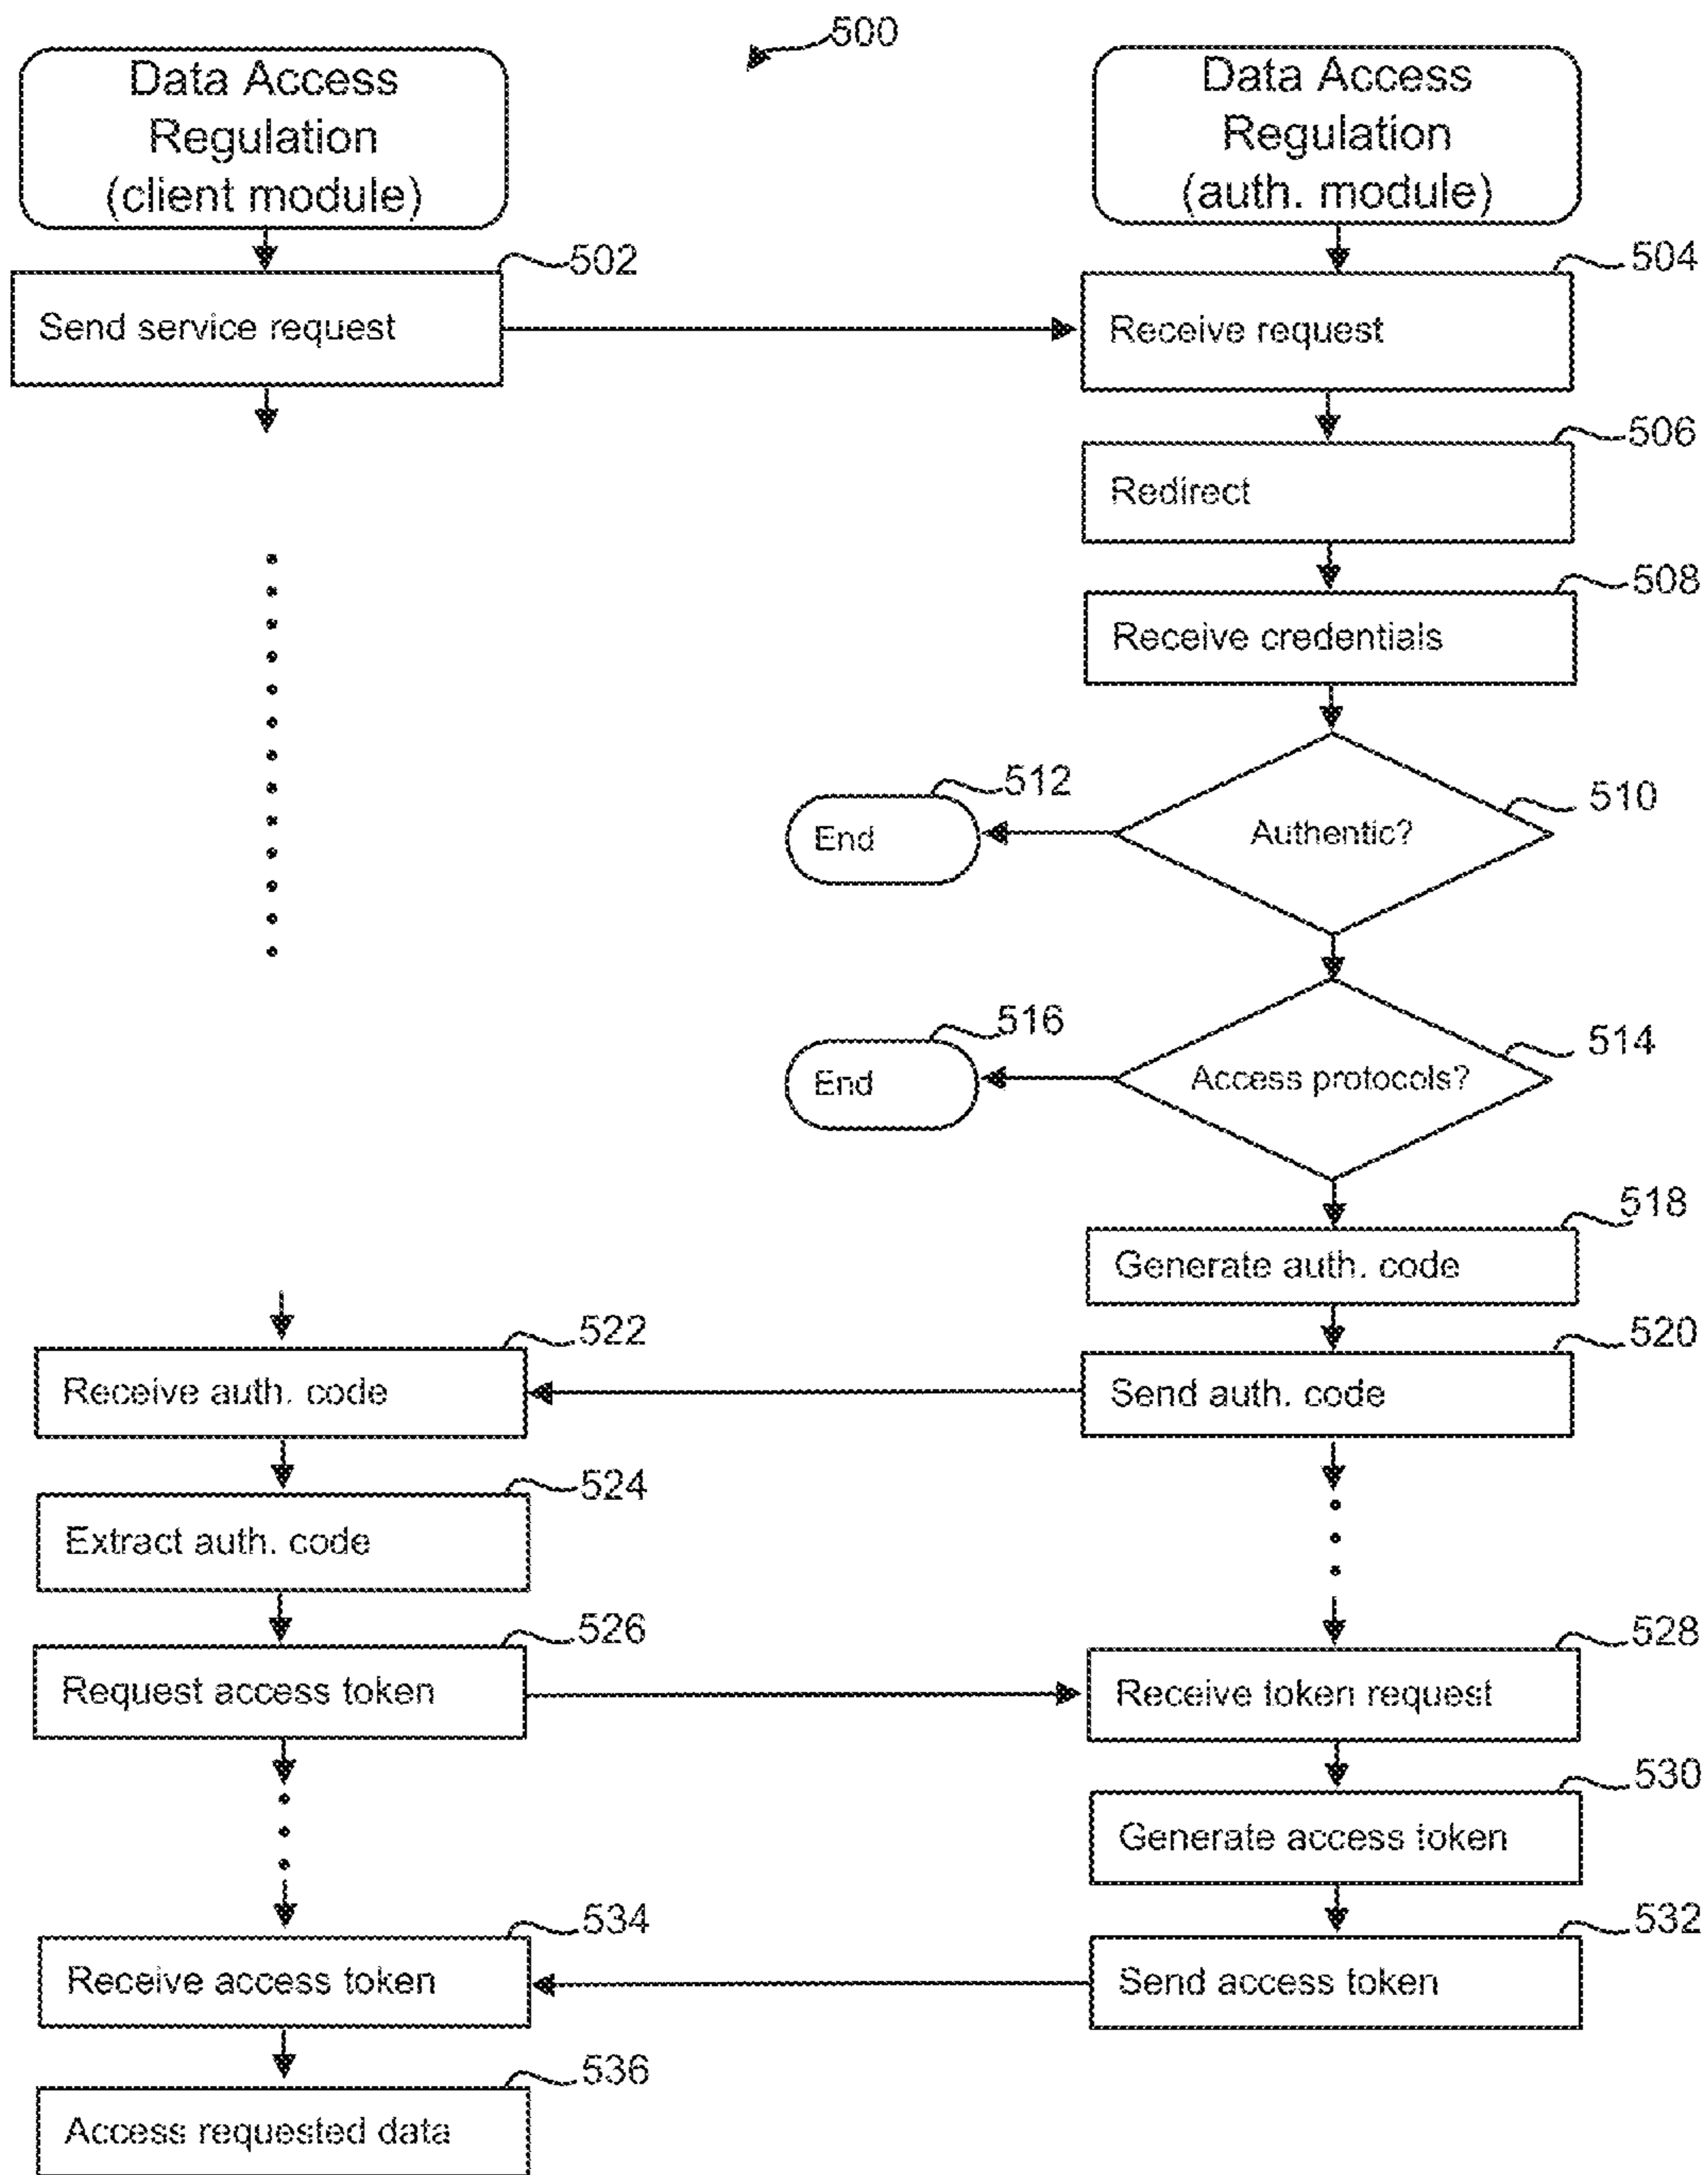 500
Data Access
Regulation
(client module)
Data Access
Regulation
(auth. module)
502
Send service request
504
Receive request
506
Redirect
508
Receive credentials
510
Authentic?
512
End
514
Access protocols?
516
End
518
Generate auth. code
520
Send auth. code
522
Receive auth. code
524
Extract auth. code
526
Request access token
528
Receive token request
530
Generate access token
532
Send access token
534
Receive access token
536
Access requested data